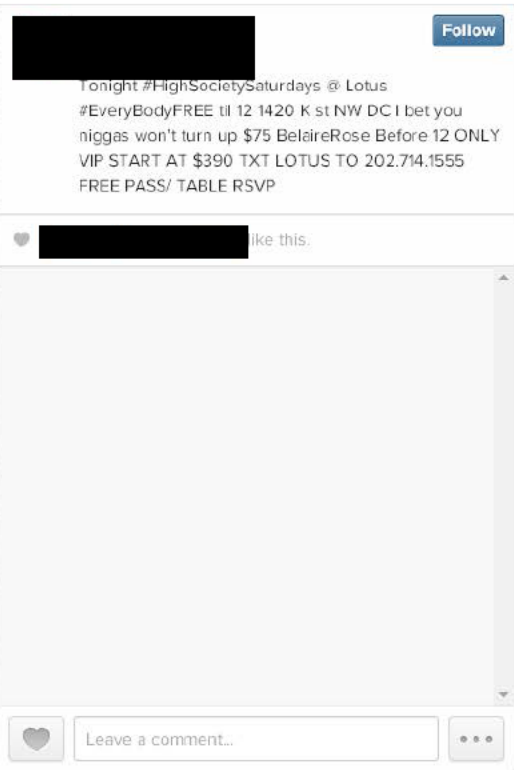 Follow
Tonight #HighSocietySaturdays @ Lotus
#EveryBodyFREE til 12 1420 K st NW DC I bet you
niggas won't turn up $75 BelaireRose Before 12 ONLY
VIP START AT $390 TXT LOTUS TO 202.714.1555
FREE PASS/ TABLE RSVP
like this.
Leave a comment...